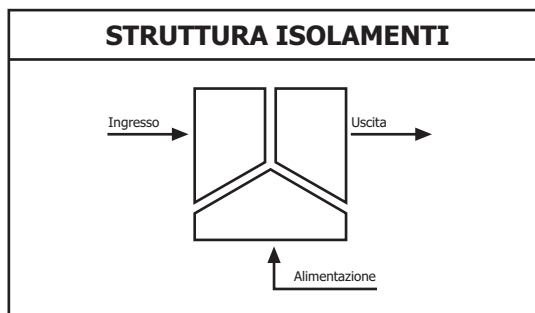 STRUTTURA ISOLAMENTI
Ingresso
Uscita
Alimentazione